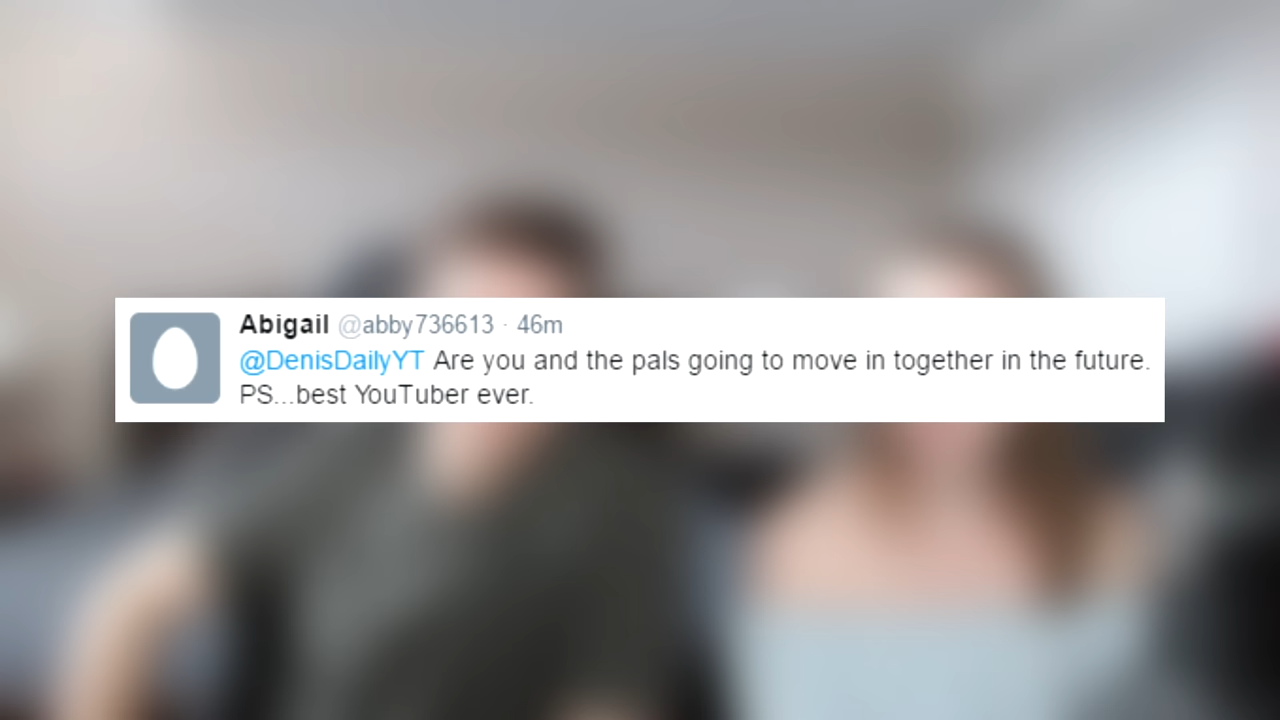 Abigail @abby736613 · 46m
@DenisDailyYT Are you and the pals going to move in together in the future.
PS...best YouTuber ever.